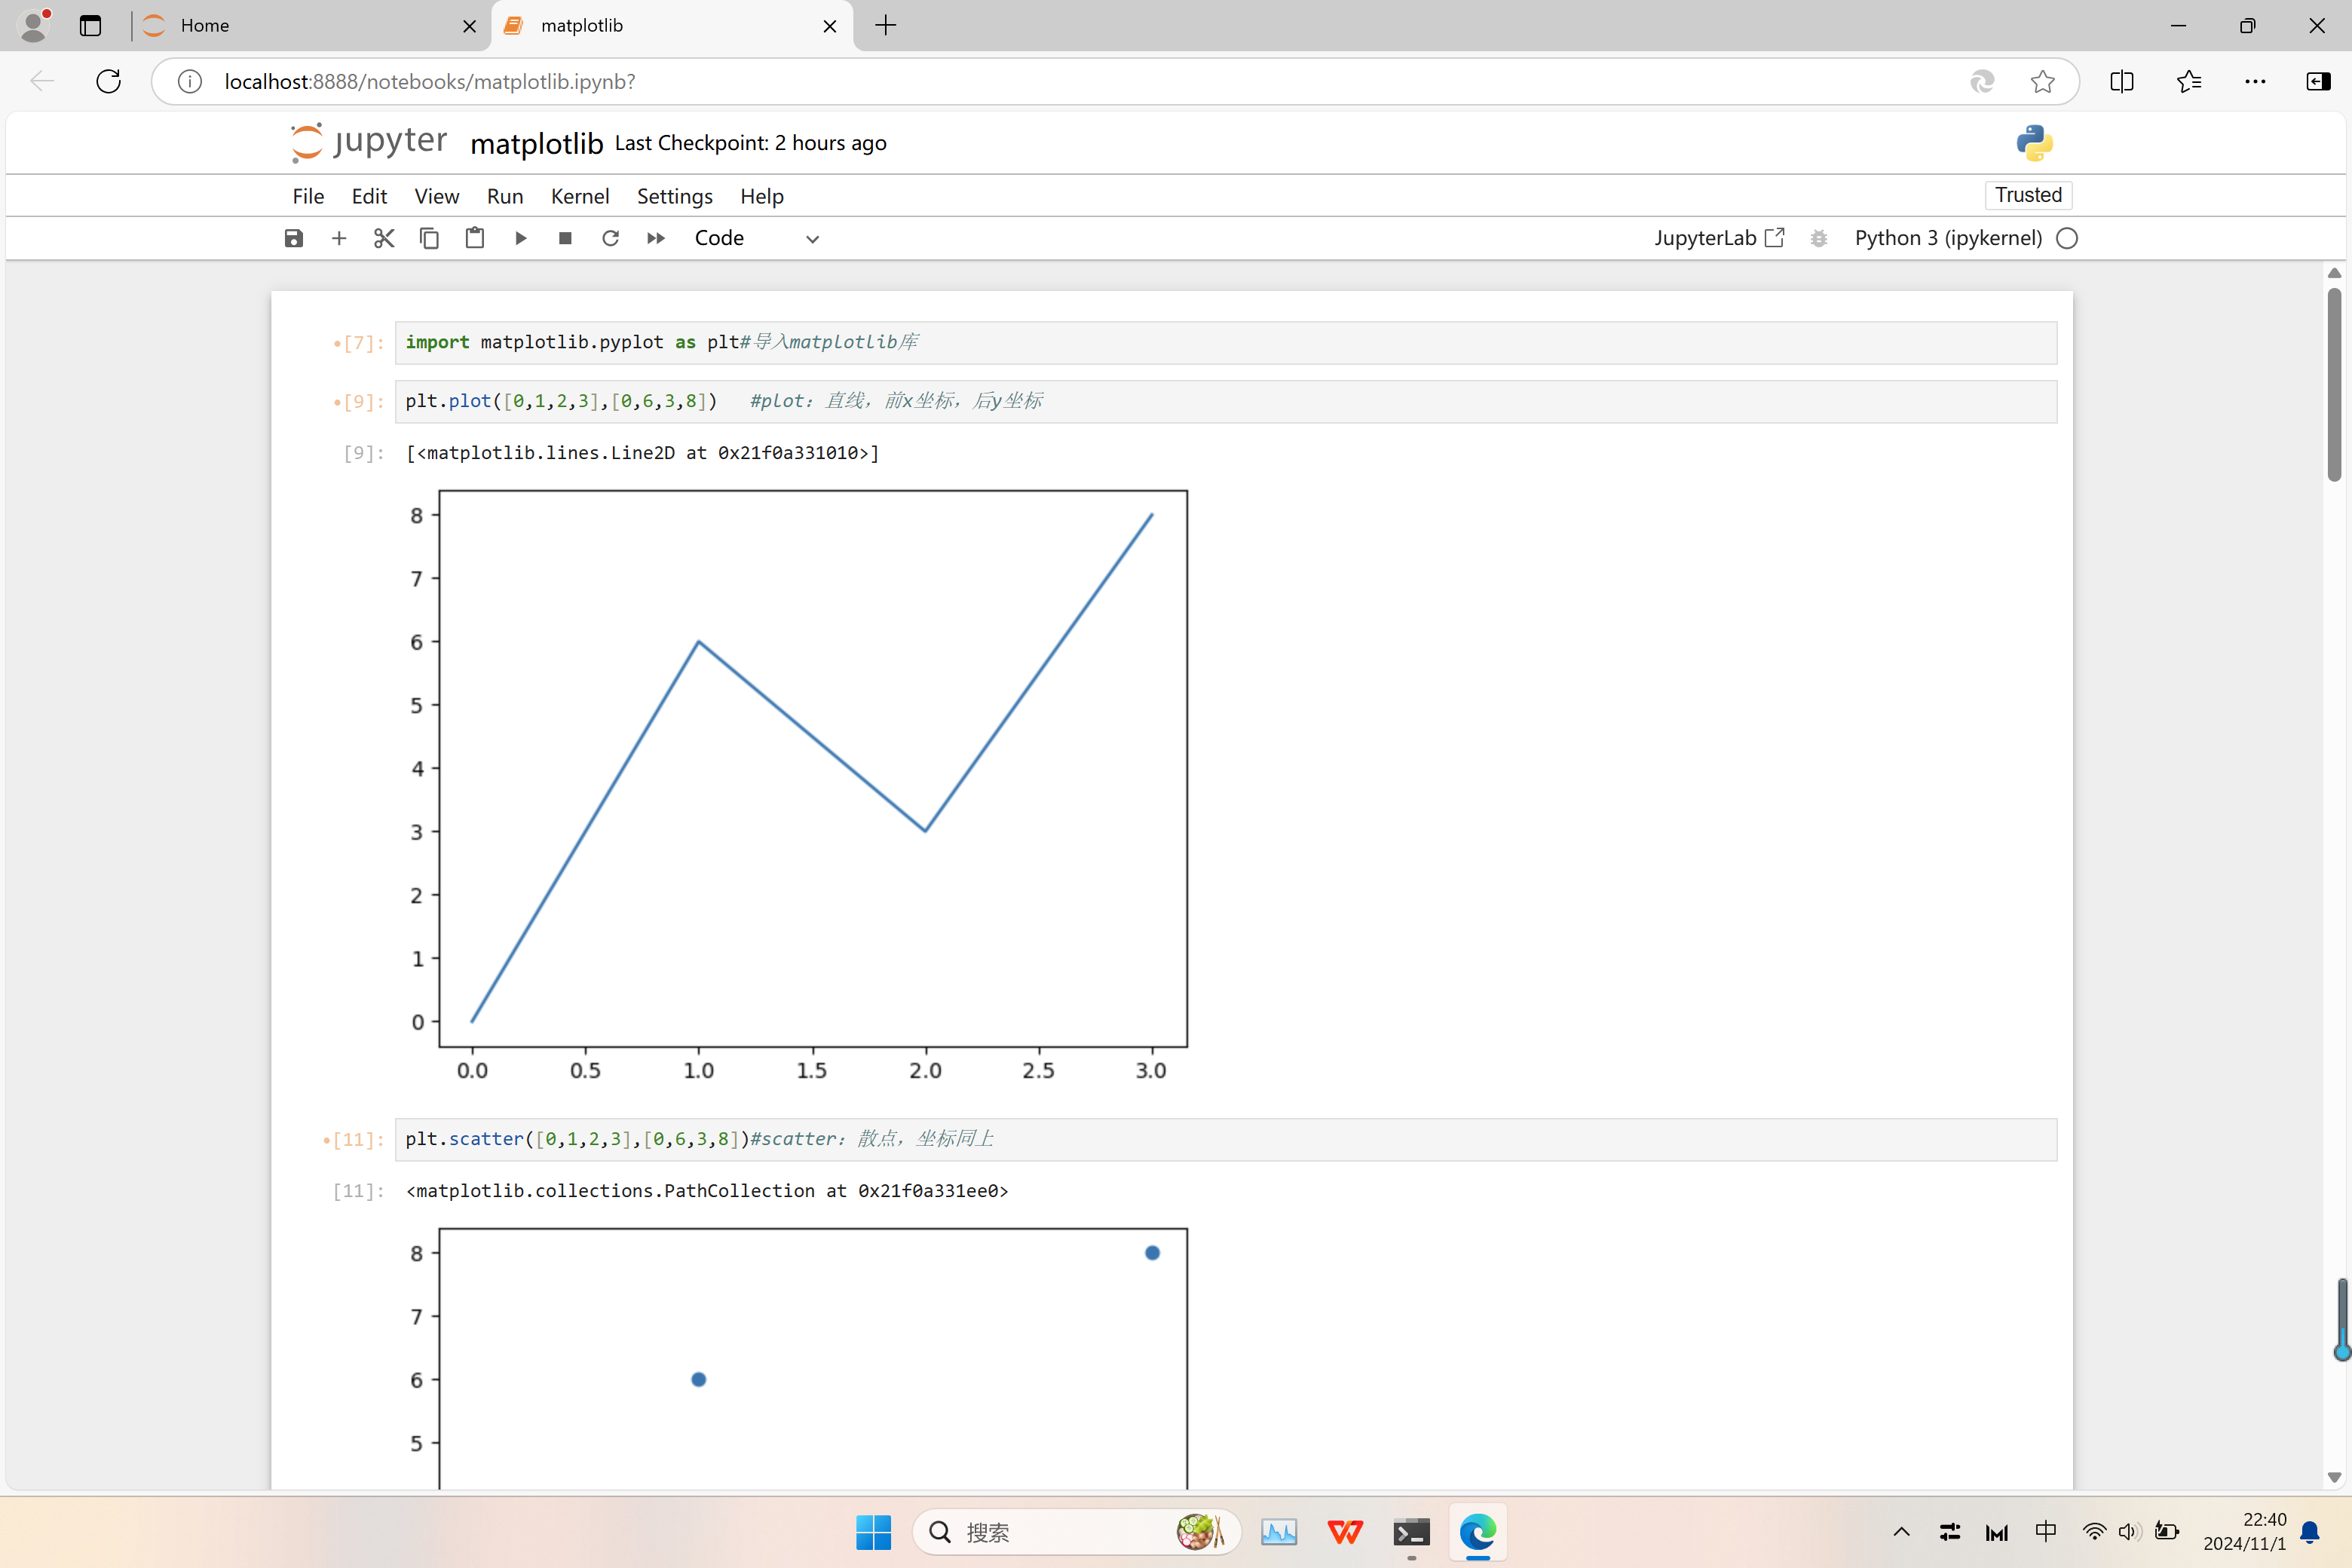 Home
matplotlib
localhost:8888/notebooks/matplotlib.ipynb?
jupyter matplotlib Last Checkpoint: 2 hours ago
File Edit View Run Kernel Settings Help
Trusted
Code
JupyterLab
Python 3 (ipykernel)
•[7]: import matplotlib.pyplot as plt#导入matplotlib库
•[9]: plt.plot([0,1,2,3],[0,6,3,8])   #plot：直线，前x坐标，后y坐标
[9]: [<matplotlib.lines.Line2D at 0x21f0a331010>]
8
7
6
5
4
3
2
1
0
0.0 0.5 1.0 1.5 2.0 2.5 3.0
•[11]: plt.scatter([0,1,2,3],[0,6,3,8])#scatter：散点，坐标同上
[11]: <matplotlib.collections.PathCollection at 0x21f0a331ee0>
8
7
6
5
搜索
中
22:40
2024/11/1